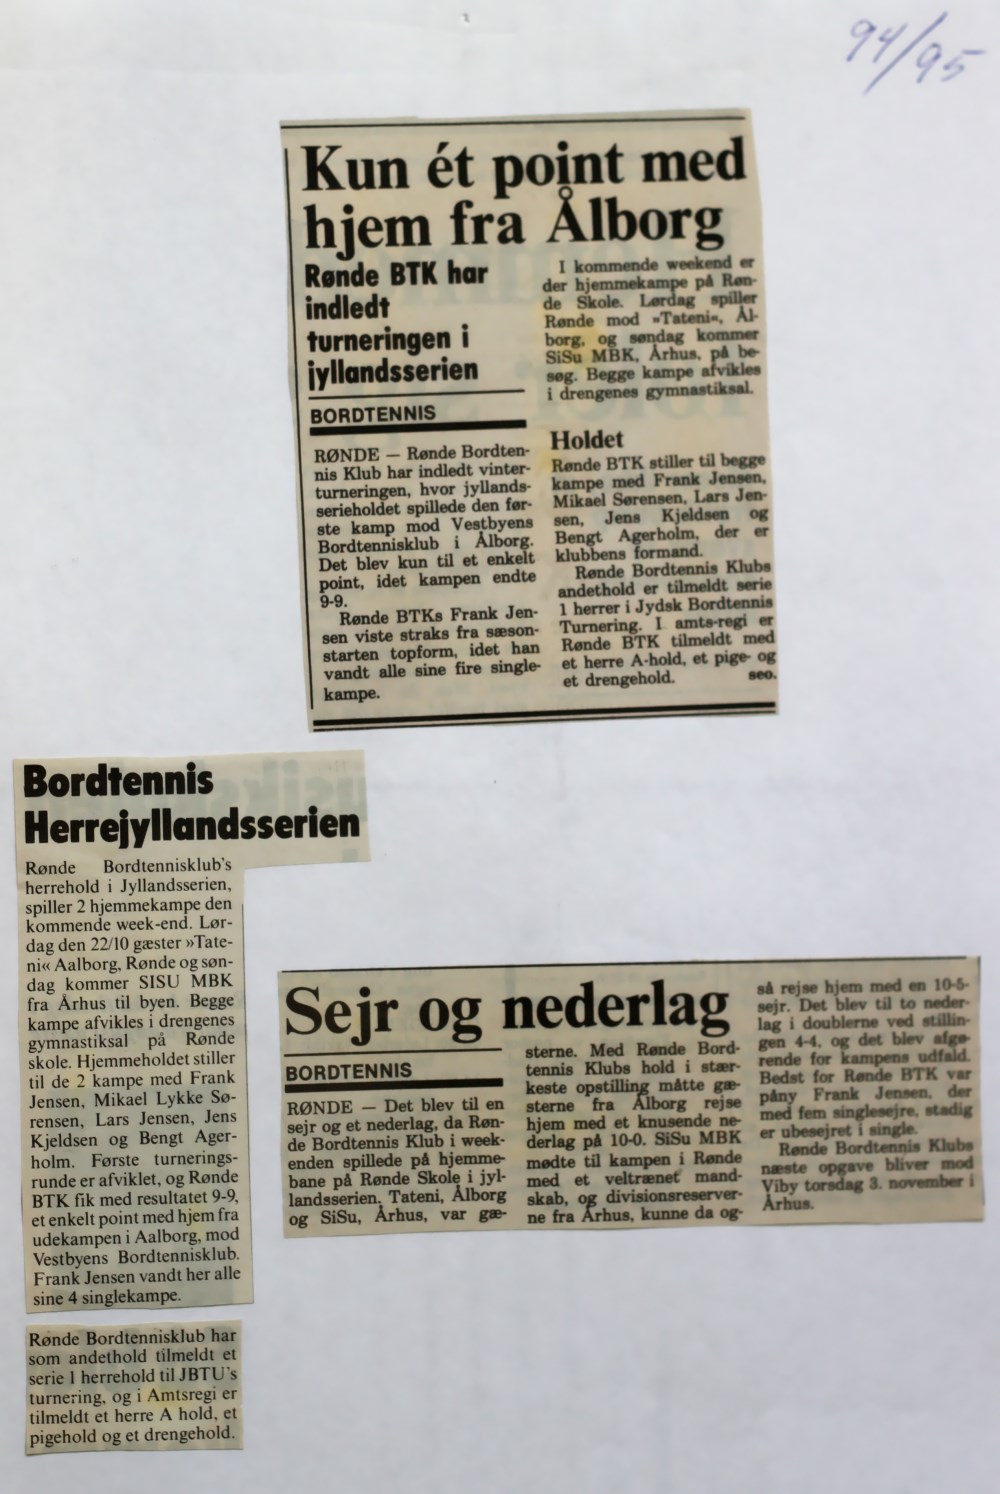 94/95
Kun ét point med
hjem fra Ålborg
Rønde BTK har
indledt
turneringen i
jyllandsserien
BORDTENNIS
RØNDE — Rønde Bordten-
nis Klub har indledt vinter-
turneringen, hvor jyllands-
serieholdet spillede den før-
ste kamp mod Vestbyens
Bordtennisklub i Ålborg.
Det blev kun til et enkelt
point, idet kampen endte
9-9.
Rønde BTKs Frank Jen-
sen viste straks fra sæson-
starten topform, idet han
vandt alle sine fire single-
kampe.
I kommende weekend er
der hjemmekampe på Røn-
de Skole. Lørdag spiller
Rønde mod »Tateni«, Ål-
borg, og søndag kommer
SiSu MBK, Århus, på be-
søg. Begge kampe afvikles
i drengenes gymnastiksal.
Holdet
Rønde BTK stiller til begge
kampe med Frank Jensen,
Mikael Sørensen, Lars Jen-
sen, Jens Kjeldsen og
Bengt Agerholm, der er
klubbens formand.
Rønde Bordtennis Klubs
andethold er tilmeldt serie
1 herrer i Jydsk Bordtennis
Turnering. I amts-regi er
Rønde BTK tilmeldt med
et herre A-hold, et pige- og
et drengehold. seo.
Bordtennis
Herrejyllandsserien
Rønde Bordtennisklub's
herrehold i Jyllandsserien,
spiller 2 hjemmekampe den
kommende week-end. Lør-
dag den 22/10 gæster »Tate-
ni« Aalborg, Rønde og søn-
dag kommer SISU MBK
fra Århus til byen. Begge
kampe afvikles i drengenes
gymnastiksal på Rønde
skole. Hjemmeholdet stiller
til de 2 kampe med Frank
Jensen, Mikael Lykke Sø-
rensen, Lars Jensen, Jens
Kjeldsen og Bengt Ager-
holm. Første turnerings-
runde er afviklet, og Rønde
BTK fik med resultatet 9-9,
et enkelt point med hjem fra
udekampen i Aalborg, mod
Vestbyens Bordtennisklub.
Frank Jensen vandt her alle
sine 4 singlekampe.
Rønde Bordtennisklub har
som andethold tilmeldt et
serie 1 herrehold til JBTU's
turnering, og i Amtsregi er
tilmeldt et herre A hold, et
pigehold og et drengehold.
Sejr og nederlag
BORDTENNIS
RØNDE — Det blev til en
sejr og et nederlag, da Røn-
de Bordtennis Klub i week-
enden spillede på hjemme-
bane på Rønde Skole i jyl-
landsserien. Tateni, Ålborg
og SiSu, Århus, var gæ-
sterne. Med Rønde Bord-
tennis Klubs hold i stær-
keste opstilling måtte gæ-
sterne fra Ålborg rejse
hjem med et knusende ne-
derlag på 10-0. SiSu MBK
mødte til kampen i Rønde
med et veltrænet mand-
skab, og divisionsreserver-
ne fra Århus, kunne da og-
så rejse hjem med en 10-5-
sejr. Det blev til to neder-
lag i doublerne ved stillin-
gen 4-4, og det blev afgø-
rende for kampens udfald.
Bedst for Rønde BTK var
påny Frank Jensen, der
med fem singlesejre, stadig
er ubesejret i single.
Rønde Bordtennis Klubs
næste opgave bliver mod
Viby torsdag 3. november i
Århus.